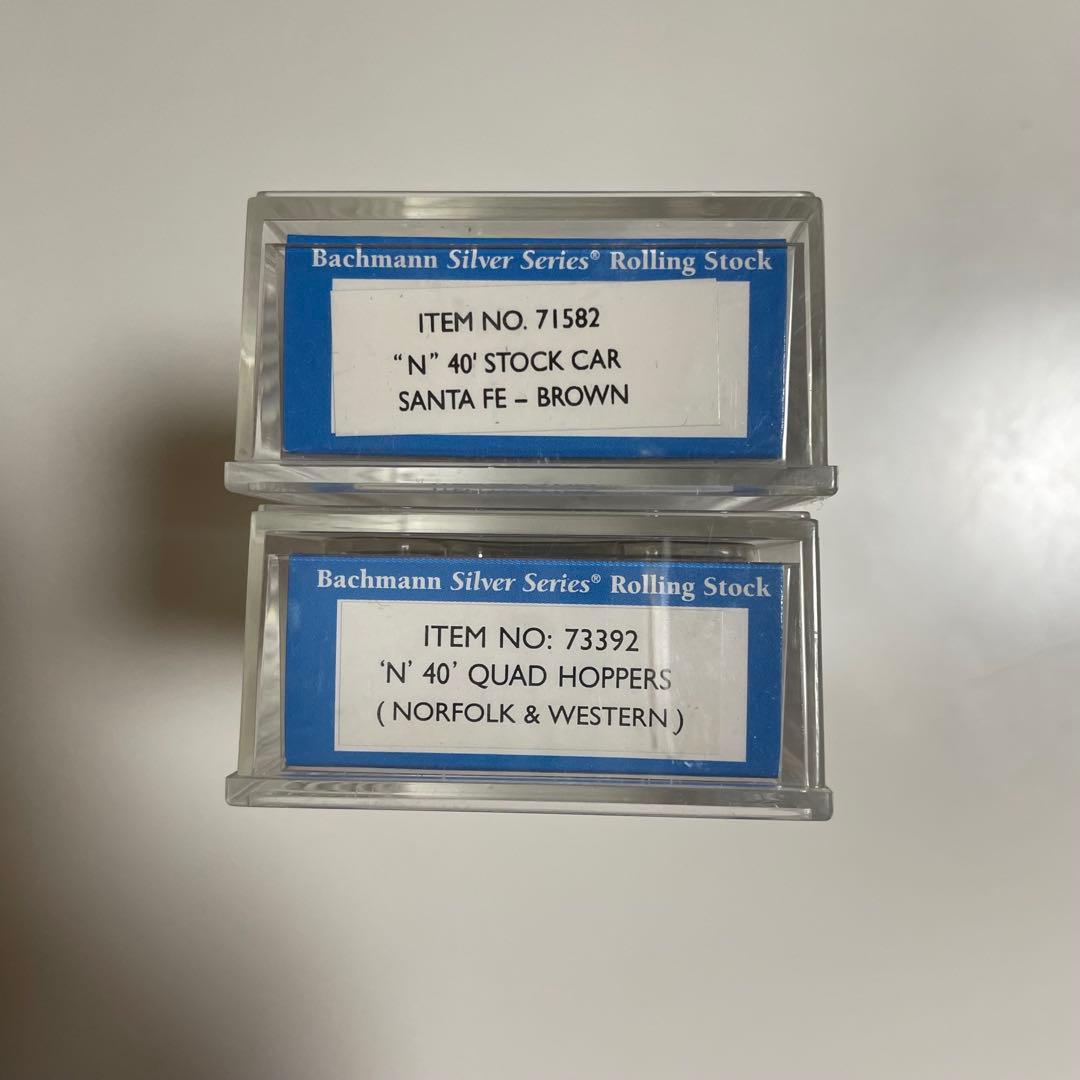 Bachmann Silver Series® Rolling Stock
ITEM NO. 71582
“N” 40' STOCK CAR
SANTA FE – BROWN
Bachmann Silver Series® Rolling Stock
ITEM NO: 73392
‘N’ 40’ QUAD HOPPERS
( NORFOLK & WESTERN )